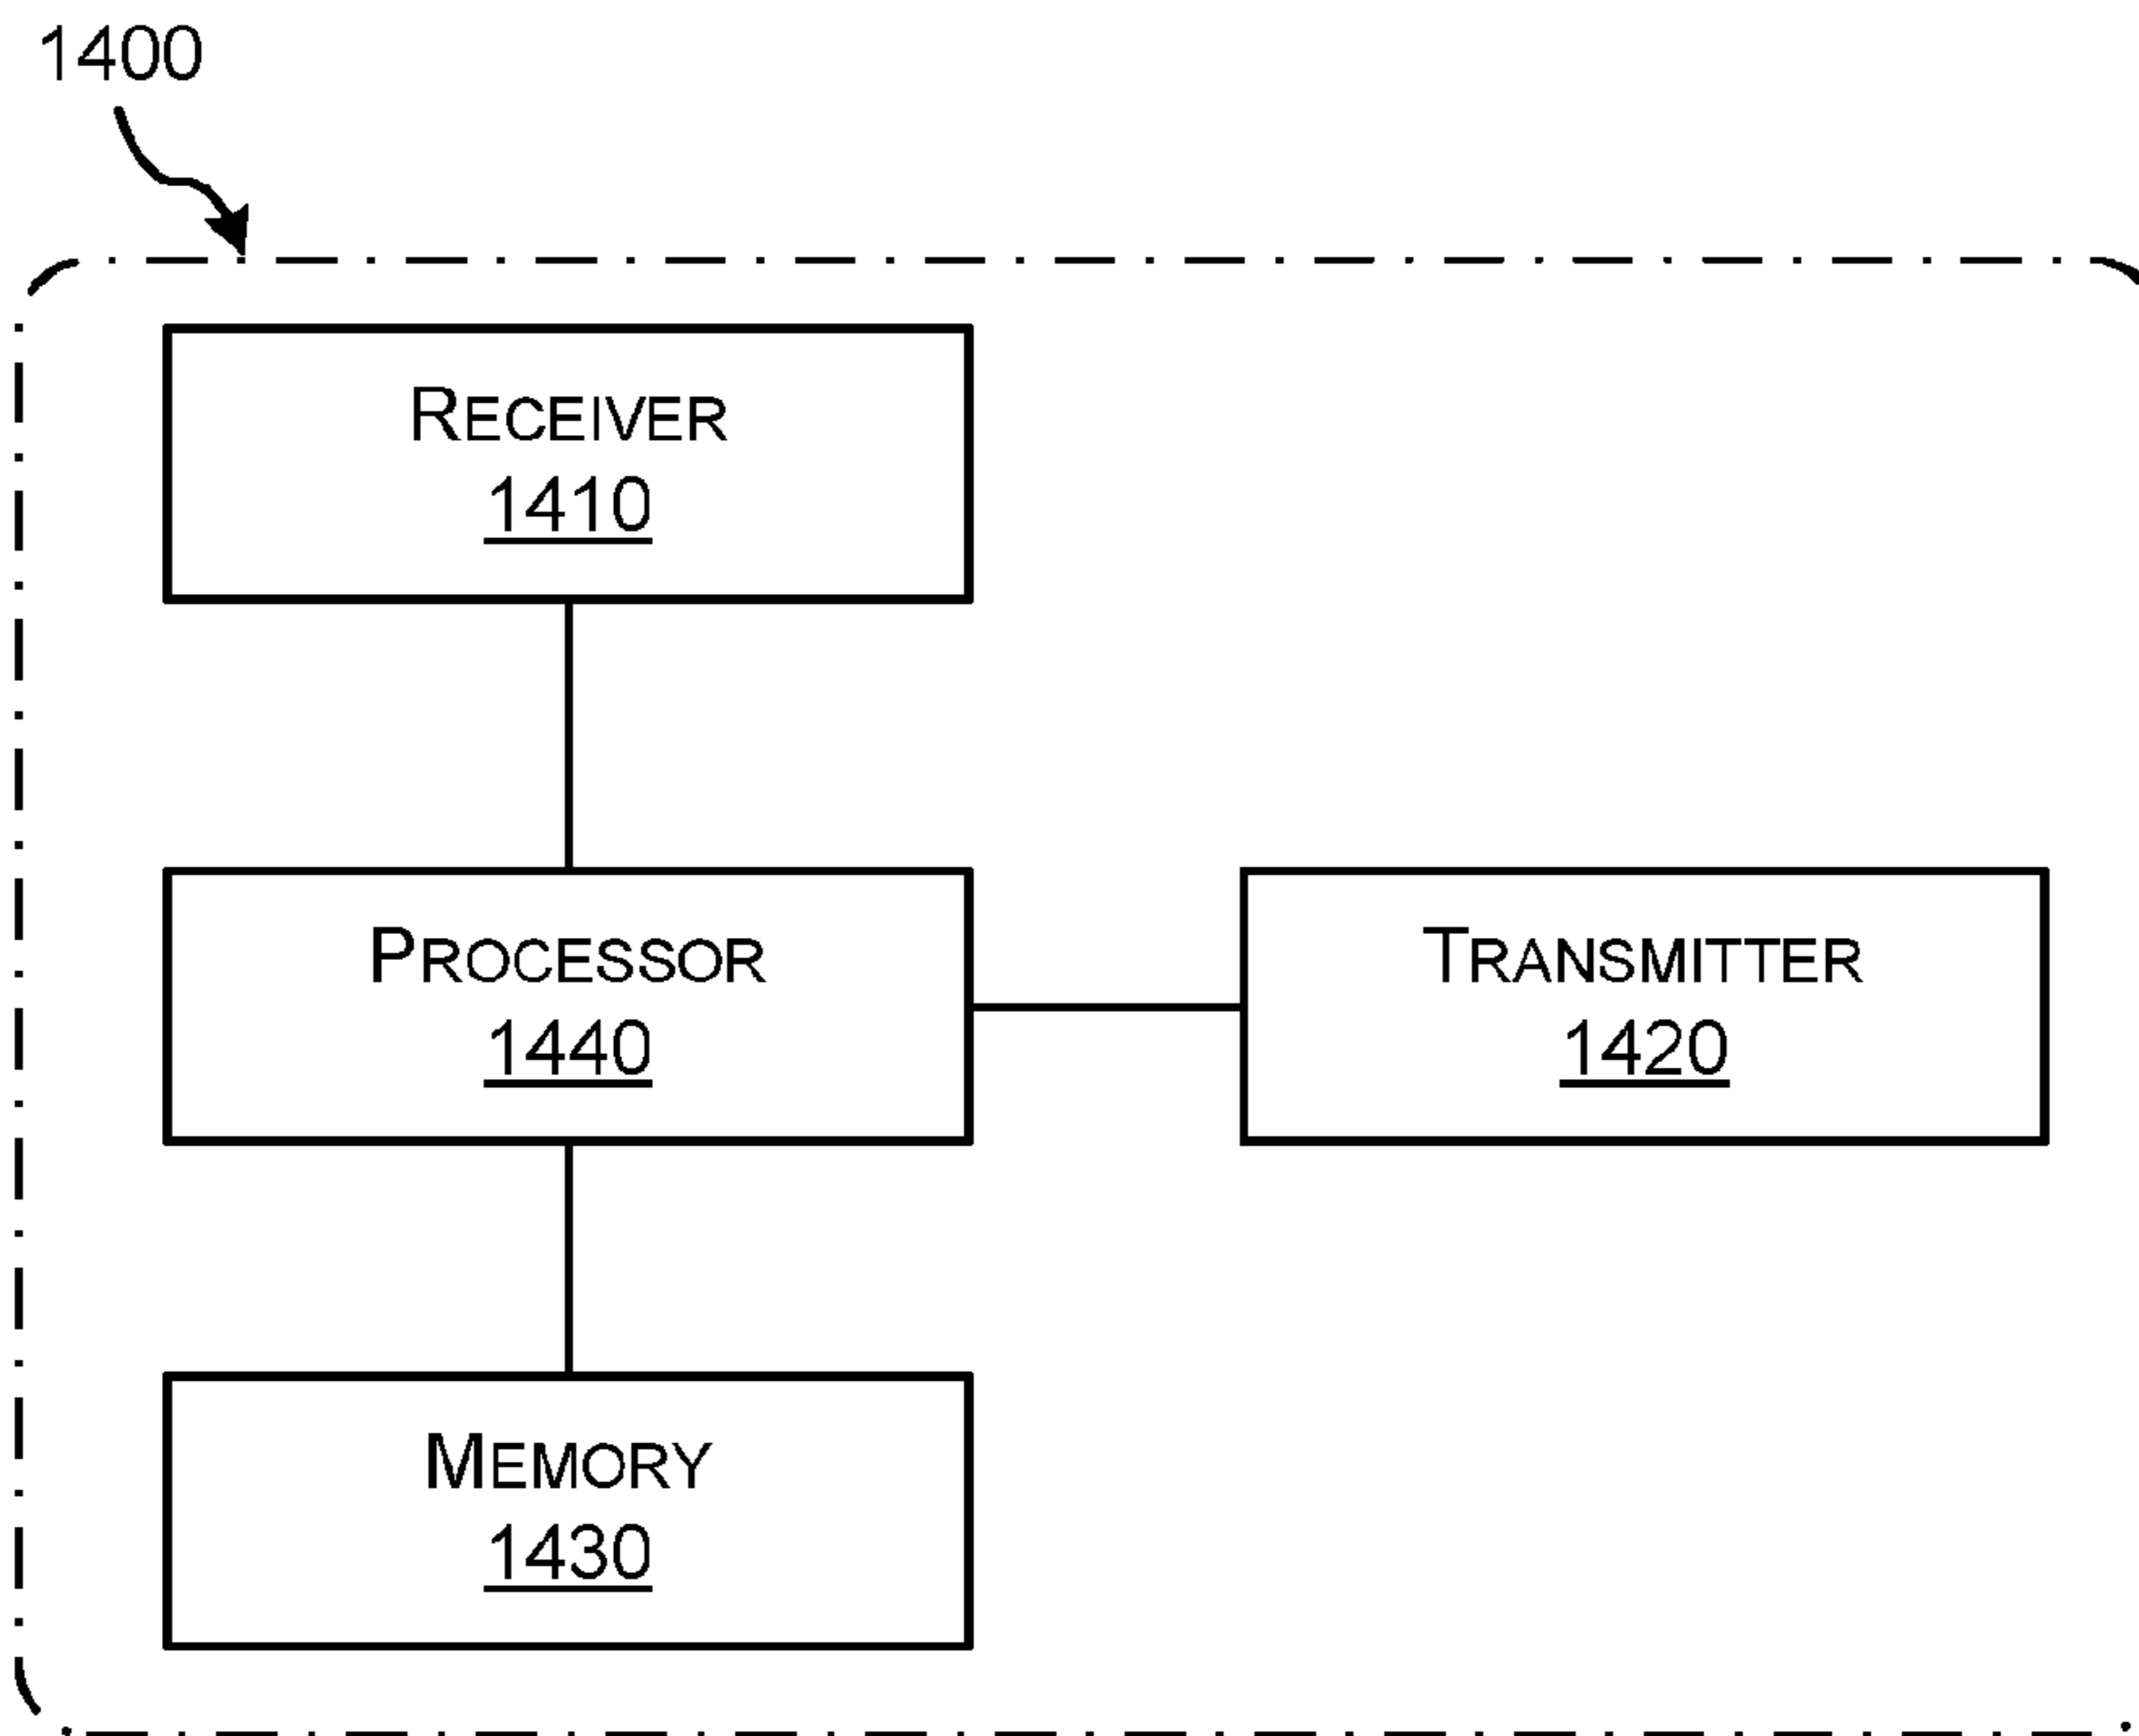 1400
RECEIVER
1410
PROCESSOR
1440
TRANSMITTER
1420
MEMORY
1430